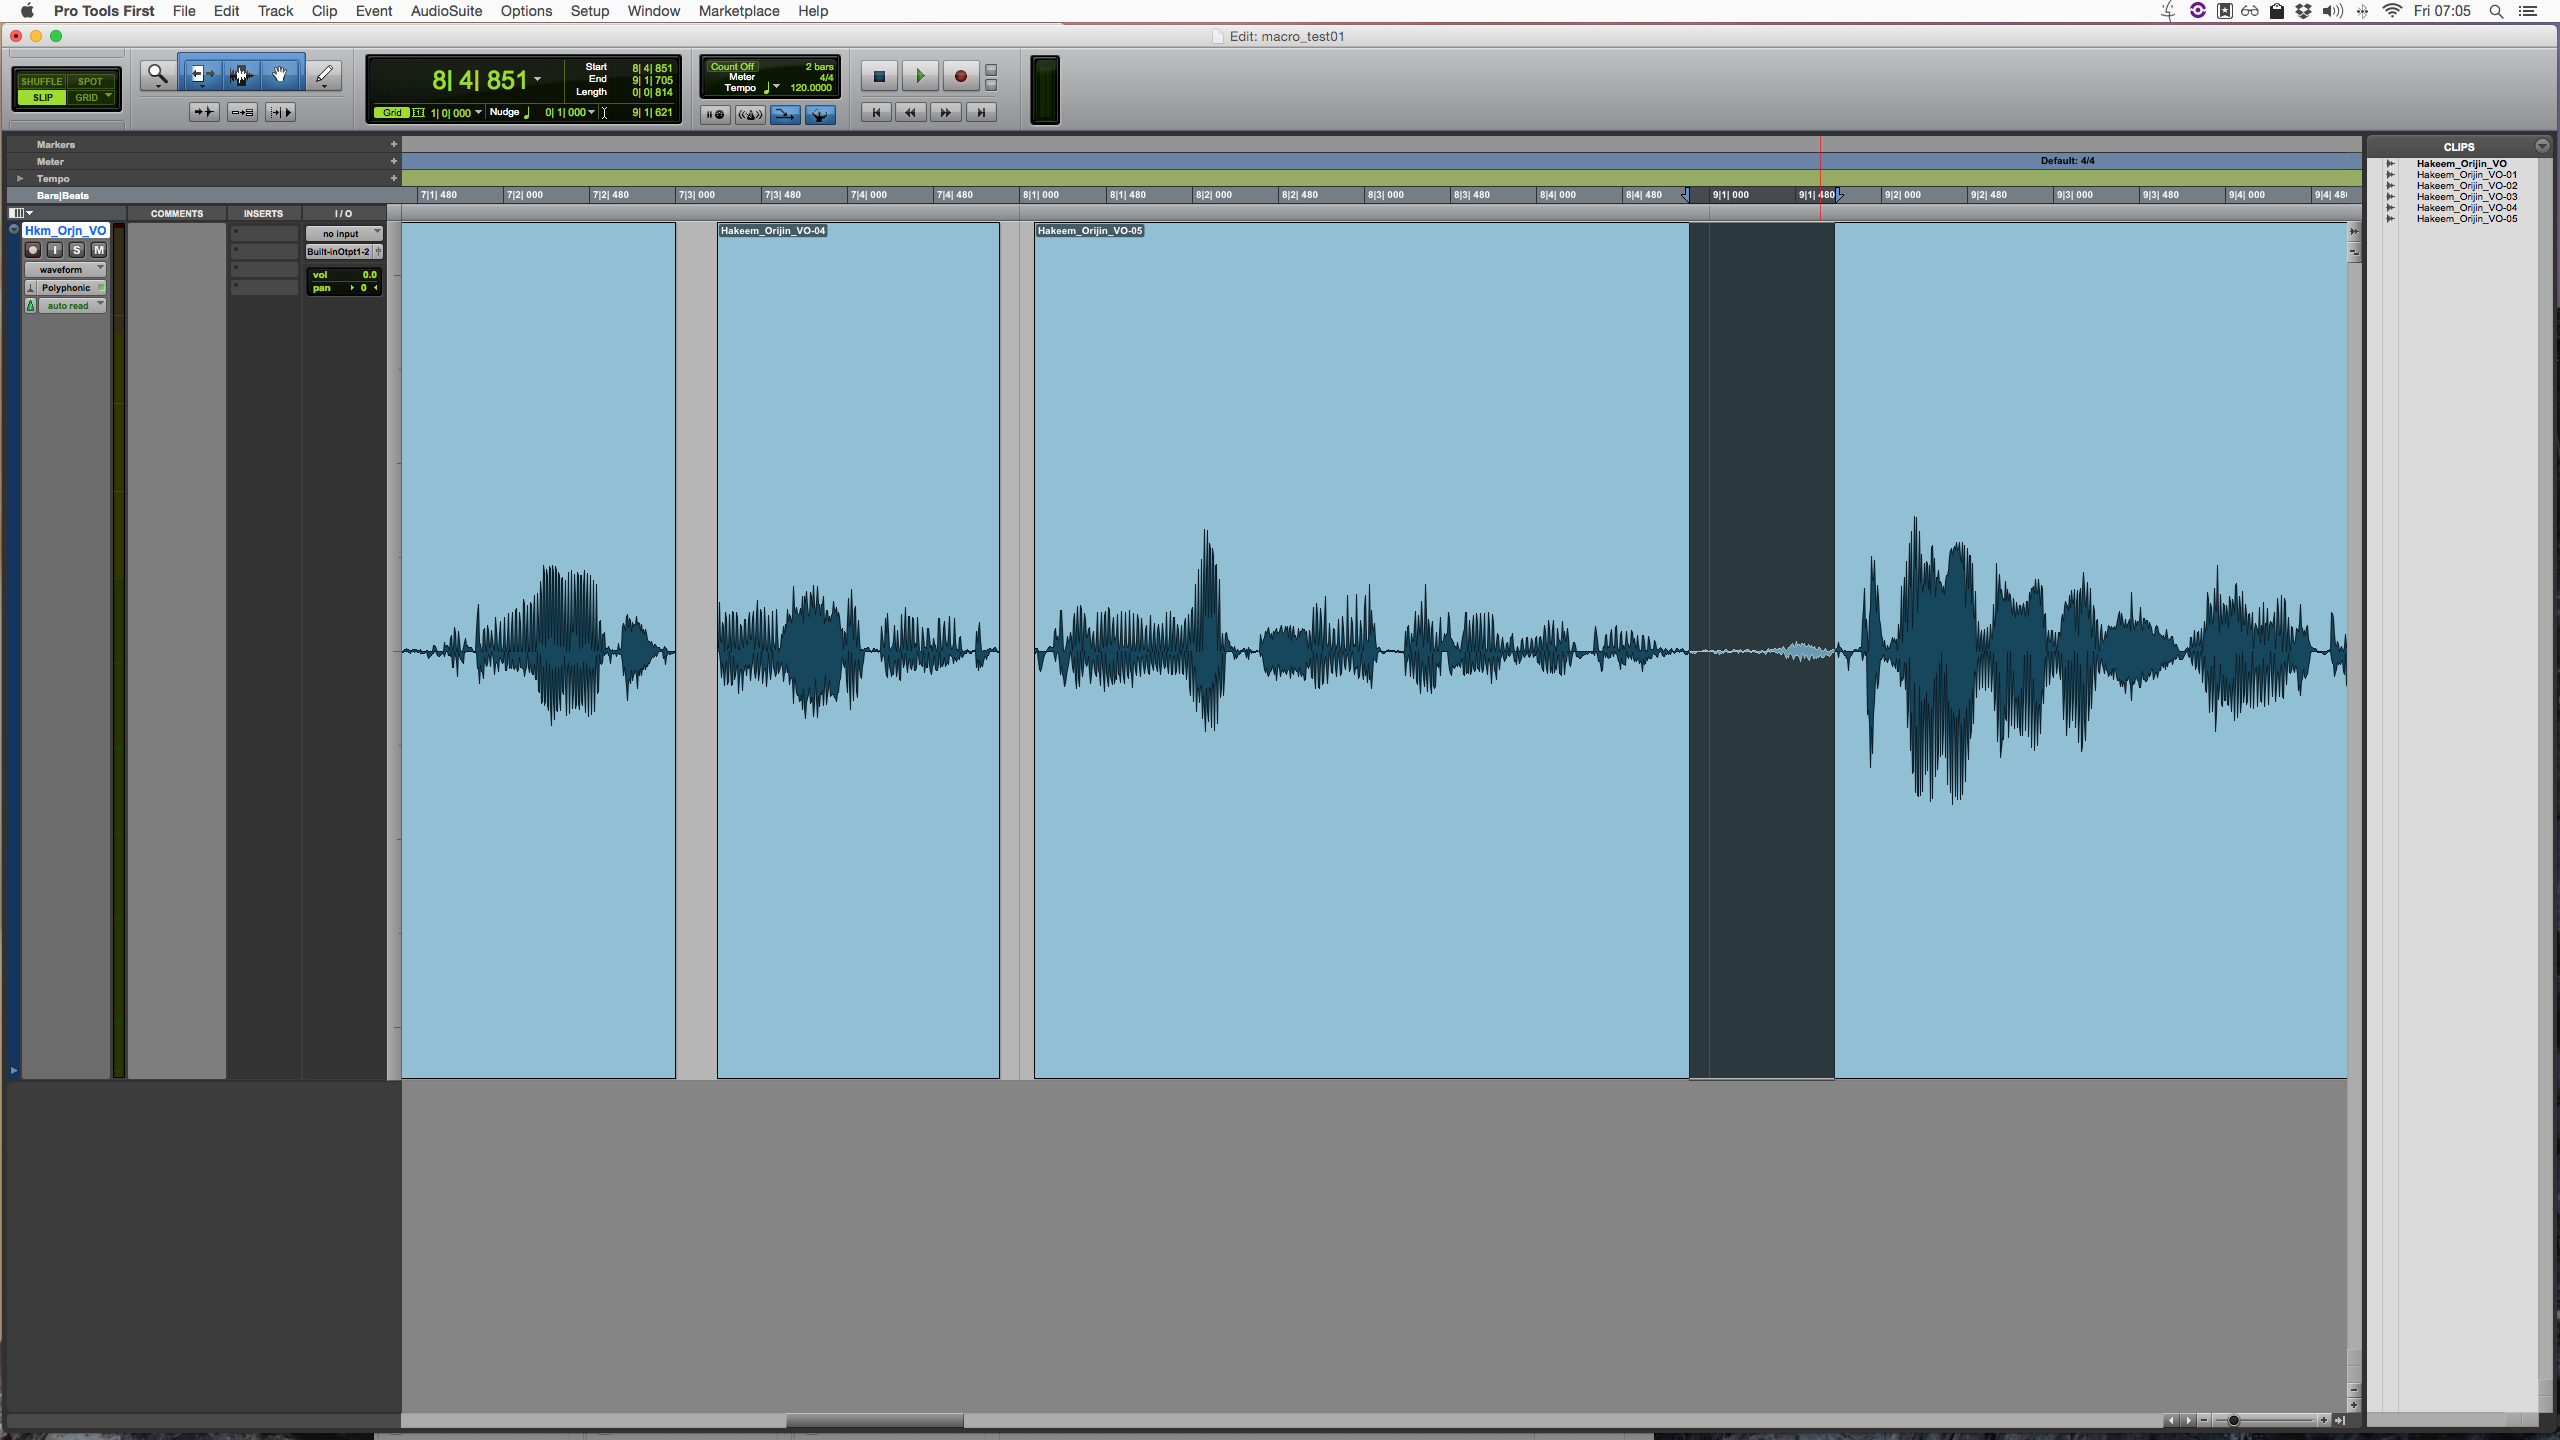 Pro Tools First File Edit Track Clip Event AudioSuite Options Setup Window Marketplace Help Fri 07:05
Edit: macro_test01
SHUFFLE SPOT
SLIP GRID
8| 4| 851
Start 8| 4| 851
End 9| 1| 705
Length 0| 0| 814
Grid 1| 0| 000 Nudge 0| 1| 000 9| 1| 621
Count Off 2 bars
Meter 4/4
Tempo 120.0000
Markers
Meter Default: 4/4
Tempo
Bars|Beats 7|1| 480 7|2| 000 7|2| 480 7|3| 000 7|3| 480 7|4| 000 7|4| 480 8|1| 000 8|1| 480 8|2| 000 8|2| 480 8|3| 000 8|3| 480 8|4| 000 8|4| 480 9|1| 000 9|1| 480 9|2| 000 9|2| 480 9|3| 000 9|3| 480 9|4| 000 9|4| 48
COMMENTS INSERTS I / O
Hkm_Orjn_VO
I S M
waveform
Polyphonic
auto read
no input
Built-inOtpt1-2
vol 0.0
pan 0
Hakeem_Orijin_VO-04
Hakeem_Orijin_VO-05
CLIPS
Hakeem_Orijin_VO
Hakeem_Orijin_VO-01
Hakeem_Orijin_VO-02
Hakeem_Orijin_VO-03
Hakeem_Orijin_VO-04
Hakeem_Orijin_VO-05